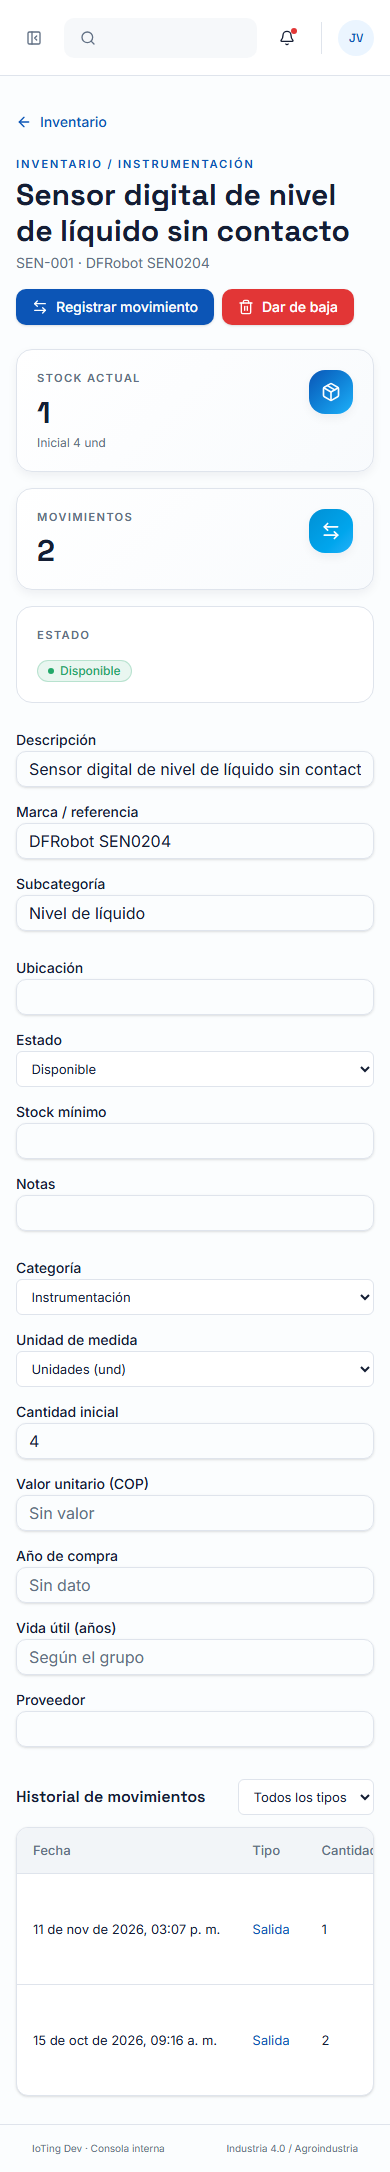 JV
Inventario
INVENTARIO / INSTRUMENTACIÓN
Sensor digital de nivel
de líquido sin contacto
SEN-001 · DFRobot SEN0204
Registrar movimiento
Dar de baja
STOCK ACTUAL
1
Inicial 4 und
MOVIMIENTOS
2
ESTADO
Disponible
Descripción
Sensor digital de nivel de líquido sin contact
Marca / referencia
DFRobot SEN0204
Subcategoría
Nivel de líquido
Ubicación
Estado
Disponible
Stock mínimo
Notas
Categoría
Instrumentación
Unidad de medida
Unidades (und)
Cantidad inicial
4
Valor unitario (COP)
Sin valor
Año de compra
Sin dato
Vida útil (años)
Según el grupo
Proveedor
Historial de movimientos
Todos los tipos
Fecha Tipo Cantidad
11 de nov de 2026, 03:07 p. m. Salida 1
15 de oct de 2026, 09:16 a. m. Salida 2
IoTing Dev · Consola interna
Industria 4.0 / Agroindustria